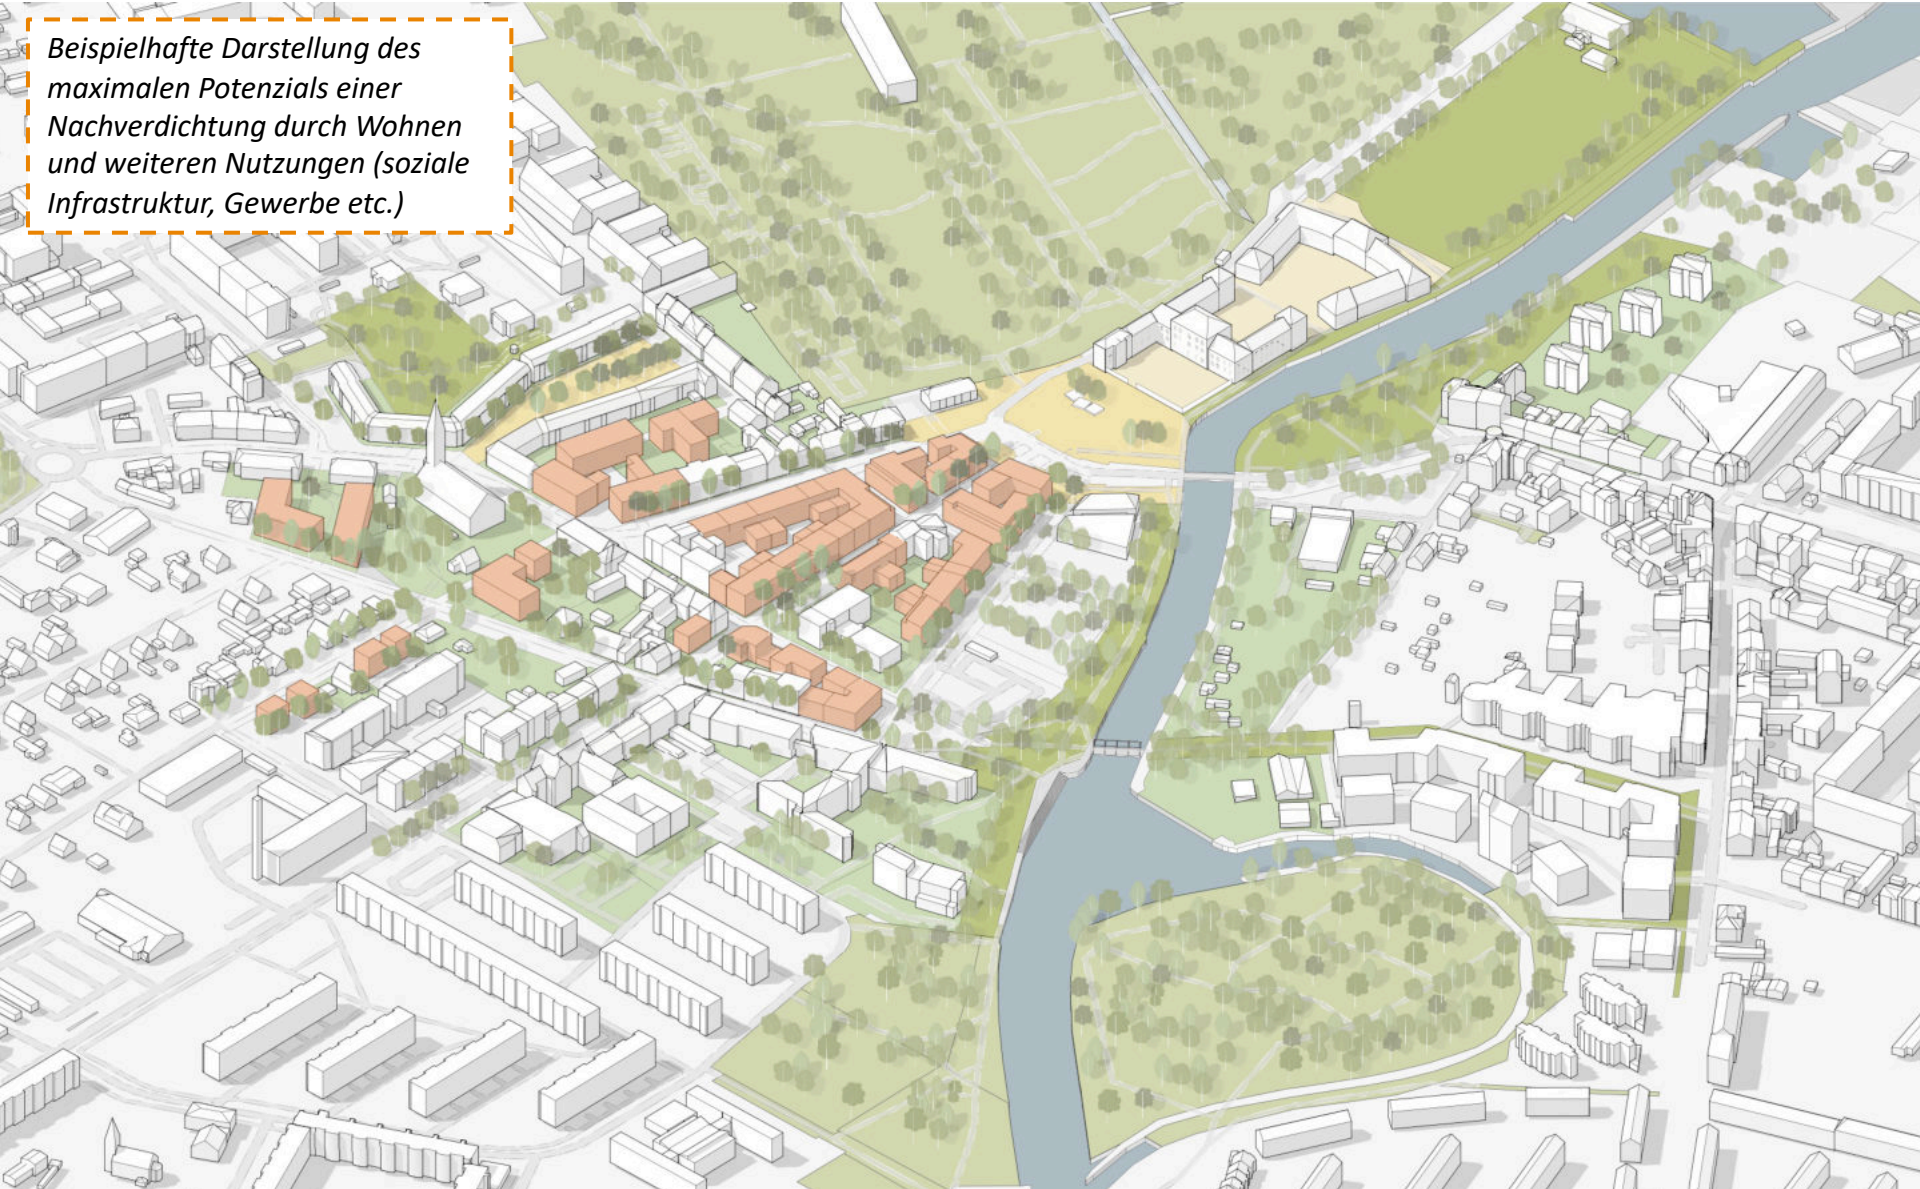 Beispielhafte Darstellung des
maximalen Potenzials einer
Nachverdichtung durch Wohnen
und weiteren Nutzungen (soziale
Infrastruktur, Gewerbe etc.)